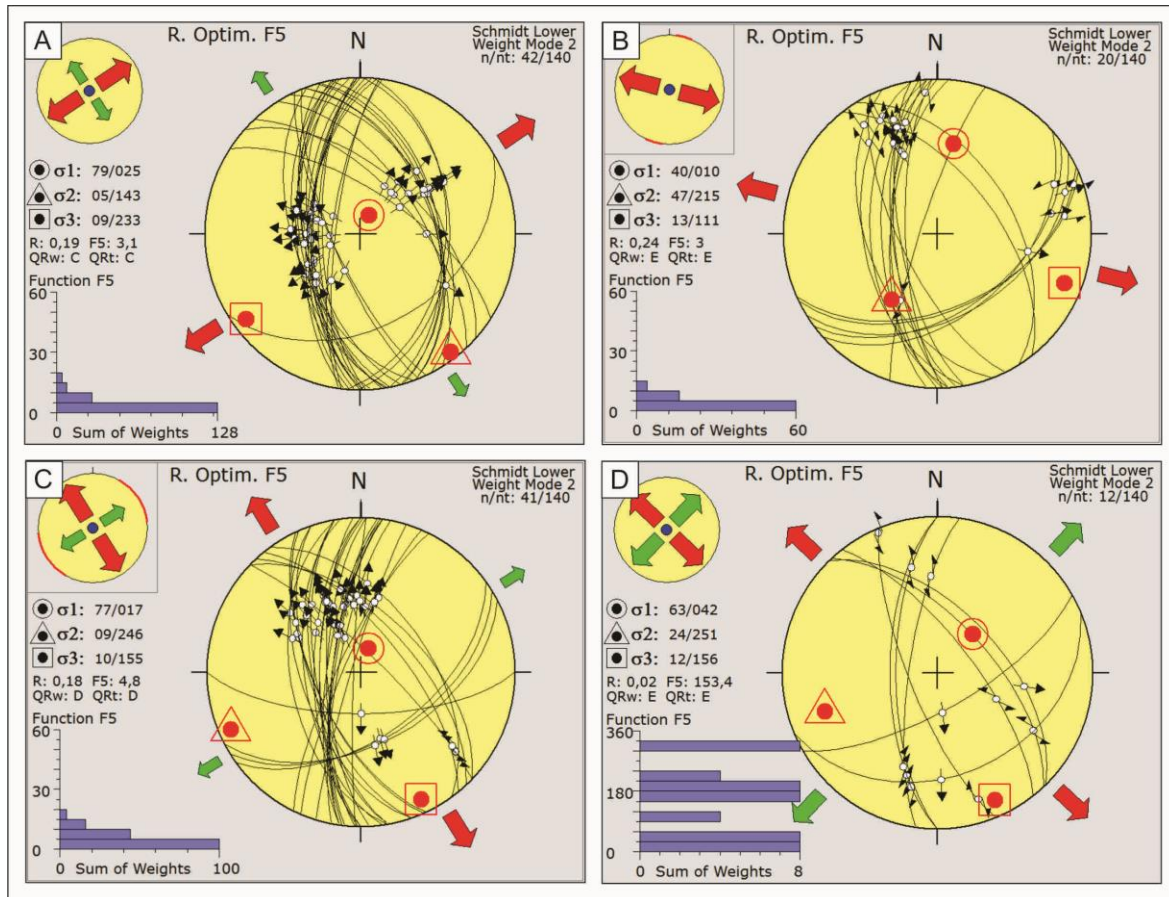 A
R. Optim. F5
N
Schmidt Lower
Weight Mode 2
n/nt: 42/140
σ1: 79/025
σ2: 05/143
σ3: 09/233
R: 0,19 F5: 3,1
QRw: C QRt: C
Function F5
60
30
0
0 Sum of Weights 128
B
R. Optim. F5
N
Schmidt Lower
Weight Mode 2
n/nt: 20/140
σ1: 40/010
σ2: 47/215
σ3: 13/111
R: 0,24 F5: 3
QRw: E QRt: E
Function F5
60
30
0
0 Sum of Weights 60
C
R. Optim. F5
N
Schmidt Lower
Weight Mode 2
n/nt: 41/140
σ1: 77/017
σ2: 09/246
σ3: 10/155
R: 0,18 F5: 4,8
QRw: D QRt: D
Function F5
60
30
0
0 Sum of Weights 100
D
R. Optim. F5
N
Schmidt Lower
Weight Mode 2
n/nt: 12/140
σ1: 63/042
σ2: 24/251
σ3: 12/156
R: 0,02 F5: 153,4
QRw: E QRt: E
Function F5
360
180
0
0 Sum of Weights 8